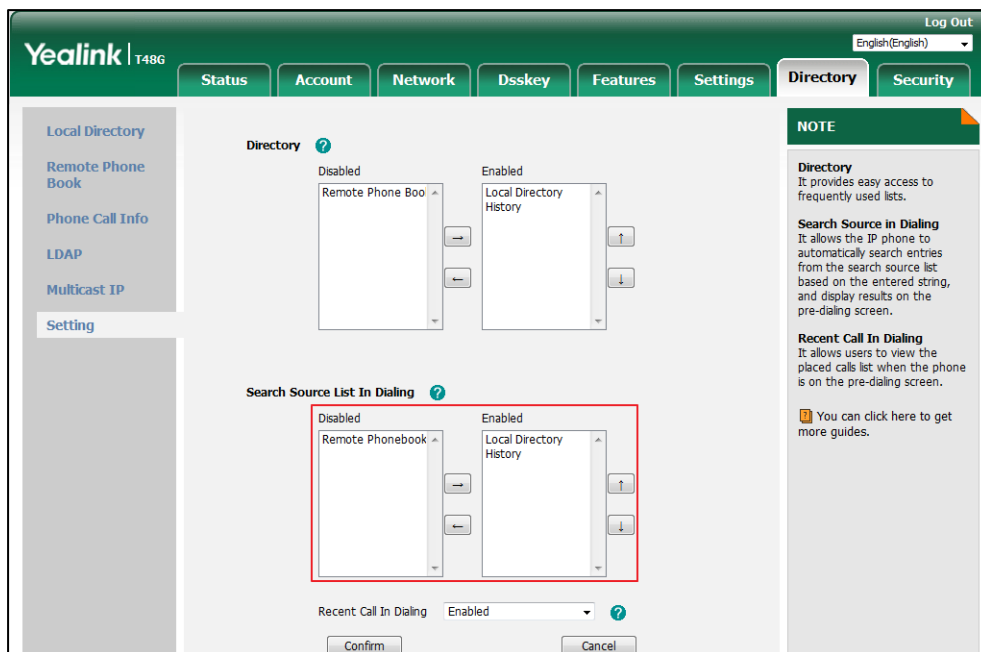 Log Out
English(English)
Yealink T48G
Status Account Network Dsskey Features Settings Directory Security
Local Directory
Remote Phone
Book
Phone Call Info
LDAP
Multicast IP
Setting
Directory ?
Disabled Enabled
Remote Phone Boo
Local Directory
History
→ ↑
← ↓
Search Source List In Dialing ?
Disabled Enabled
Remote Phonebook
Local Directory
History
→ ↑
← ↓
Recent Call In Dialing Enabled ?
Confirm Cancel
NOTE
Directory
It provides easy access to
frequently used lists.
Search Source in Dialing
It allows the IP phone to
automatically search entries
from the search source list
based on the entered string,
and display results on the
pre-dialing screen.
Recent Call In Dialing
It allows users to view the
placed calls list when the phone
is on the pre-dialing screen.
? You can click here to get
more guides.